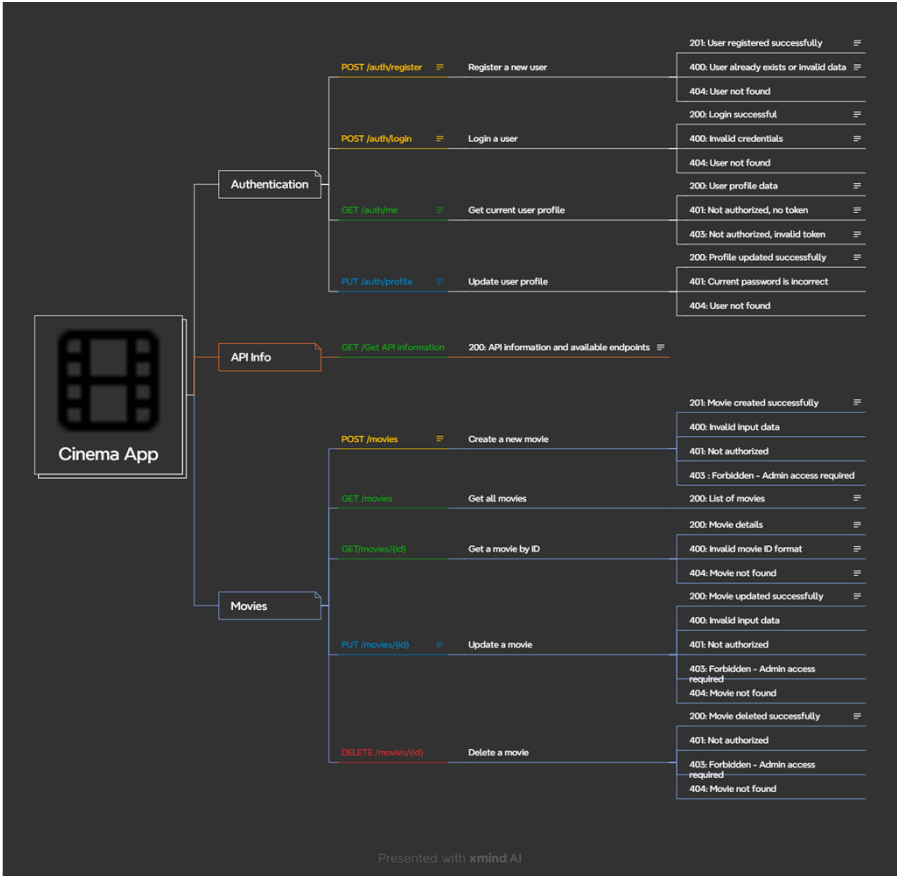 Cinema App
Authentication
POST /auth/register
Register a new user
201: User registered successfully
400: User already exists or invalid data
404: User not found
POST /auth/login
Login a user
200: Login successful
400: Invalid credentials
404: User not found
GET /auth/me
Get current user profile
200: User profile data
401: Not authorized, no token
403: Not authorized, invalid token
PUT /auth/profile
Update user profile
200: Profile updated successfully
401: Current password is incorrect
404: User not found
API Info
GET /Get API information
200: API information and available endpoints
Movies
POST /movies
Create a new movie
201: Movie created successfully
400: Invalid input data
401: Not authorized
403 : Forbidden - Admin access required
GET /movies
Get all movies
200: List of movies
GET/movies/{id}
Get a movie by ID
200: Movie details
400: Invalid movie ID format
404: Movie not found
PUT /movies/{id}
Update a movie
200: Movie updated successfully
400: Invalid input data
401: Not authorized
403: Forbidden - Admin access
required
404: Movie not found
DELETE /movies/{id}
Delete a movie
200: Movie deleted successfully
401: Not authorized
403: Forbidden - Admin access
required
404: Movie not found
Presented with xmind AI